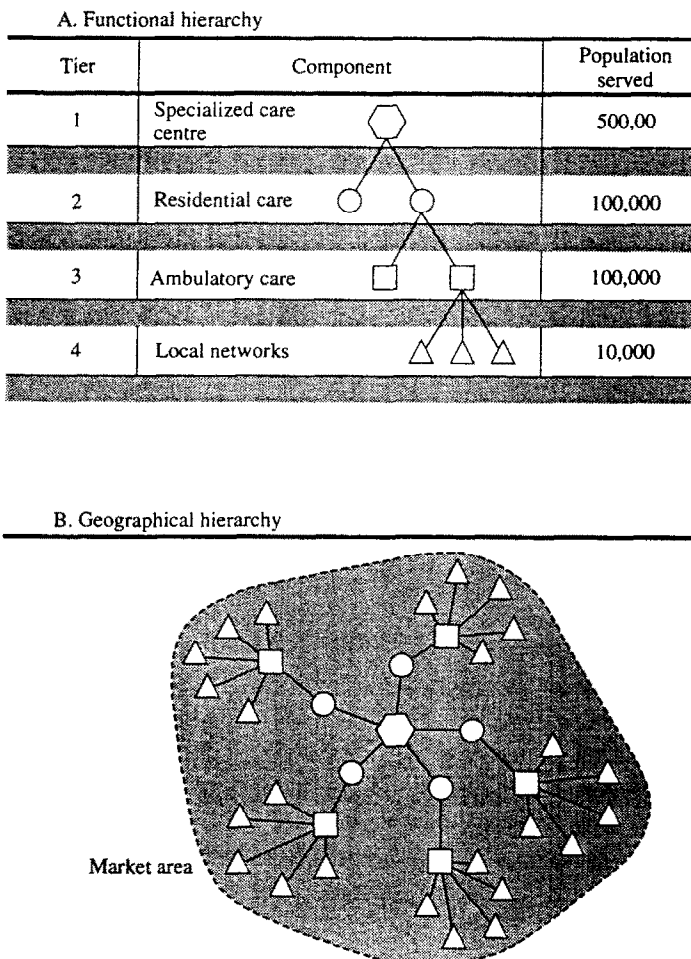 A. Functional hierarchy
Tier
Component
Population
served
1
Specialized care
centre
500,00
2
Residential care
100,000
3
Ambulatory care
100,000
4
Local networks
10,000
B. Geographical hierarchy
Market area